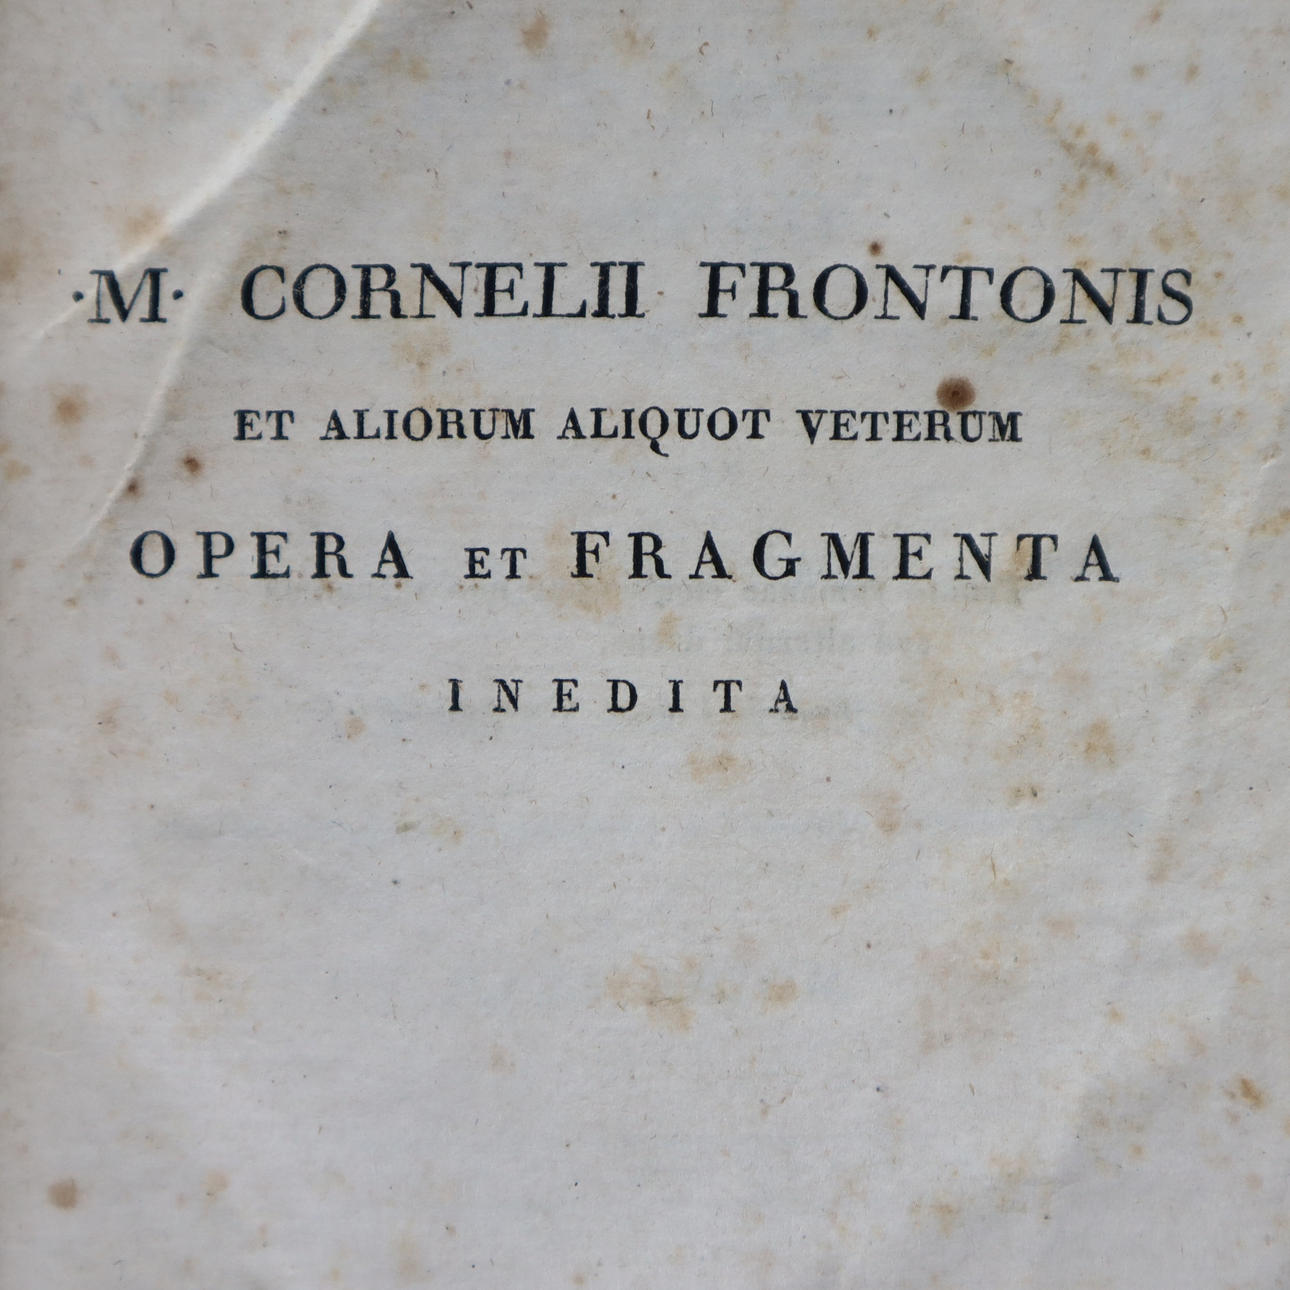 ·M· CORNELII FRONTONIS
ET ALIORUM ALIQUOT VETERUM
OPERA ET FRAGMENTA
INEDITA